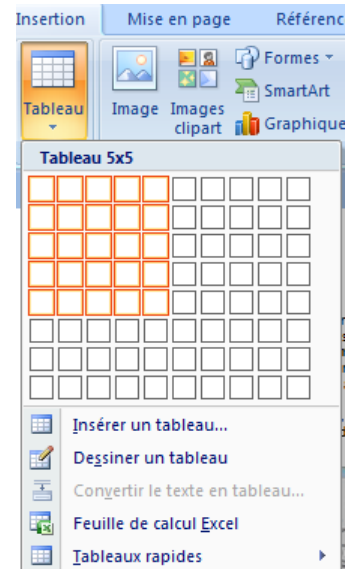 Insertion Mise en page Référenc
Formes
SmartArt
Tableau Image Images clipart Graphique
Tableau 5x5
Insérer un tableau...
Dessiner un tableau
Convertir le texte en tableau...
Feuille de calcul Excel
Tableaux rapides